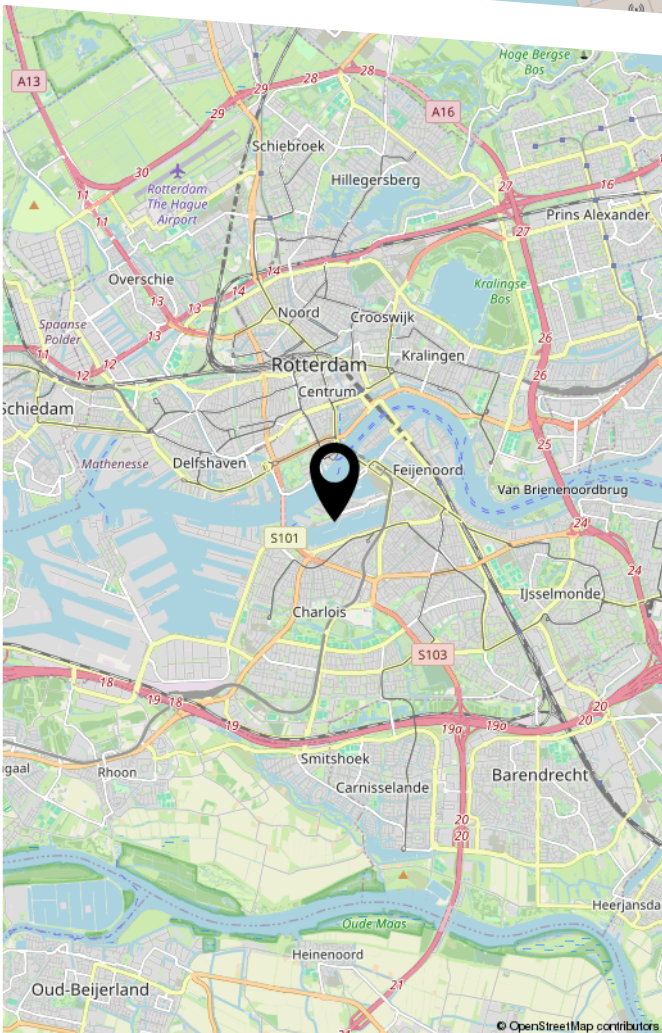 Hoge Bergse
Bos
A13
28
28
29
29
A16
Schiebroek
30
Rotterdam
The Hague
Airport
Hillegersberg
27
16
11
11
27
Prins Alexander
Overschie
14
14
13
13
13
Kralingse
Bos
Noord
Crooswijk
Spaanse
Polder
26
11
12
12
Rotterdam
Kralingen
26
Centrum
Schiedam
25
Mathenesse
Delfshaven
Feijenoord
Van Brienenoordbrug
S101
24
24
IJsselmonde
Charlois
S103
18
19
18
19
19a
19a
20
20
Smitshoek
Rhoon
Carnisselande
Barendrecht
20
20
Oude Maas
Heerjansda
Heinenoord
Oud-Beijerland
21
© OpenStreetMap contributors